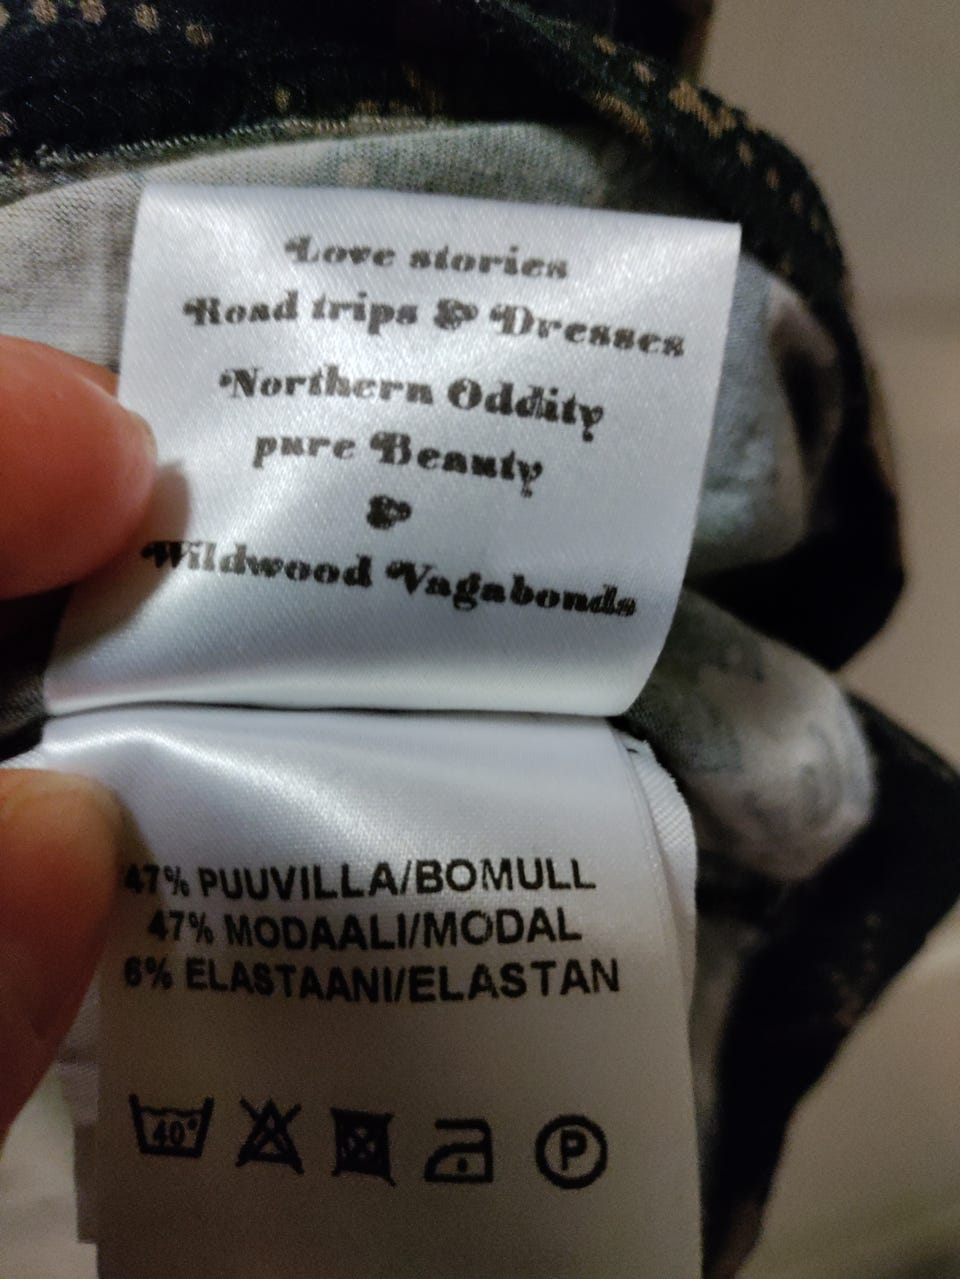 Love stories
Road trips & Dresses
Northern Oddity
pure Beauty
&
Wildwood Vagabonds
47% PUUVILLA/BOMULL
47% MODAALI/MODAL
6% ELASTAANI/ELASTAN
40° P